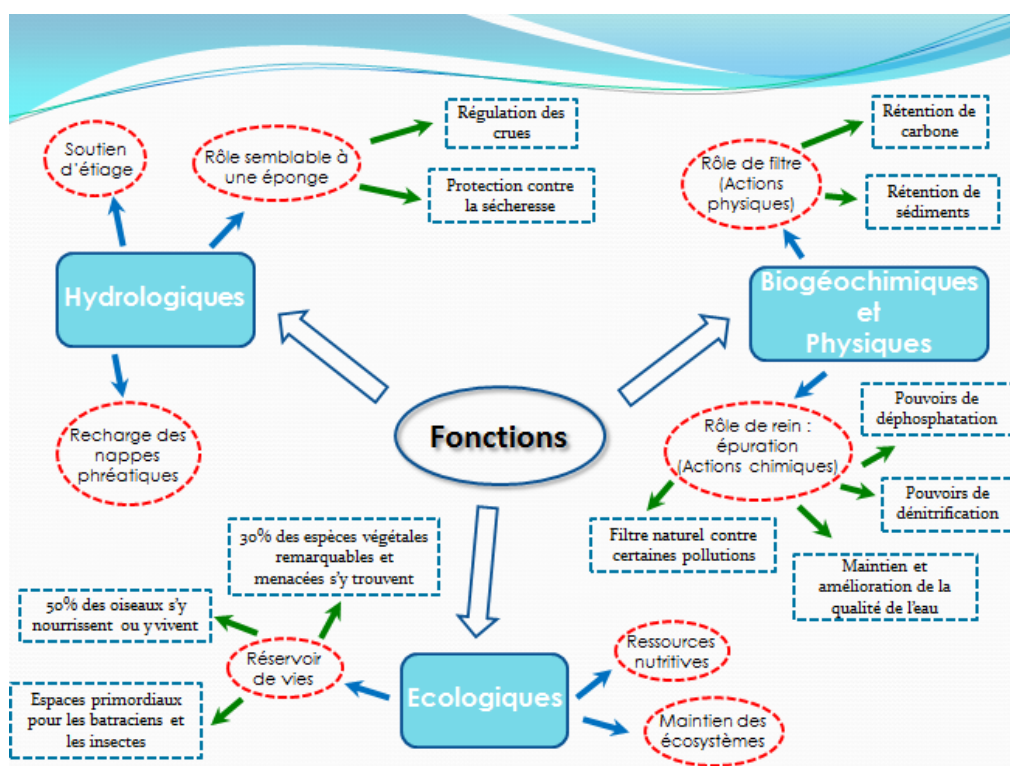 Soutien
d'étiage
Rôle semblable à
une éponge
Régulation des
crues
Protection contre
la sécheresse
Hydrologiques
Recharge des
nappes
phréatiques
Rétention de
carbone
Rôle de filtre
(Actions
physiques)
Rétention de
sédiments
Biogéochimiques
et
Physiques
Rôle de rein :
épuration
(Actions chimiques)
Pouvoirs de
déphosphatation
Pouvoirs de
dénitrification
Maintien et
amélioration de la
qualité de l'eau
Filtre naturel contre
certaines pollutions
Fonctions
30% des espèces végétales
remarquables et
menacées s'y trouvent
50% des oiseaux s'y
nourrissent ou y vivent
Réservoir
de vies
Espaces primordiaux
pour les batraciens et
les insectes
Ecologiques
Ressources
nutritives
Maintien des
écosystèmes